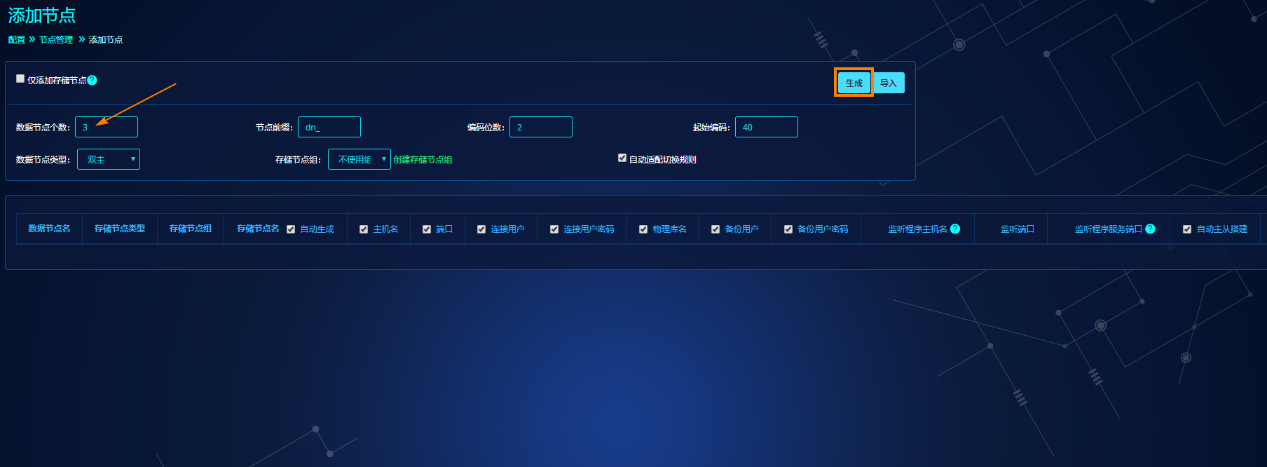 添加节点
配置 » 节点管理 » 添加节点
仅添加存储节点 ? 生成 导入
数据节点个数: 3 节点前缀: dn_ 编码位数: 2 起始编码: 40
数据节点类型: 双主 存储节点组: 不使用组 创建存储节点组 自动适配切换规则
数据节点名 存储节点类型 存储节点组 存储节点名 自动生成 主机名 端口 连接用户 连接用户密码 物理库名 备份用户 备份用户密码 监听程序主机名 ? 监听端口 监听程序服务端口 ? 自动主从搭建